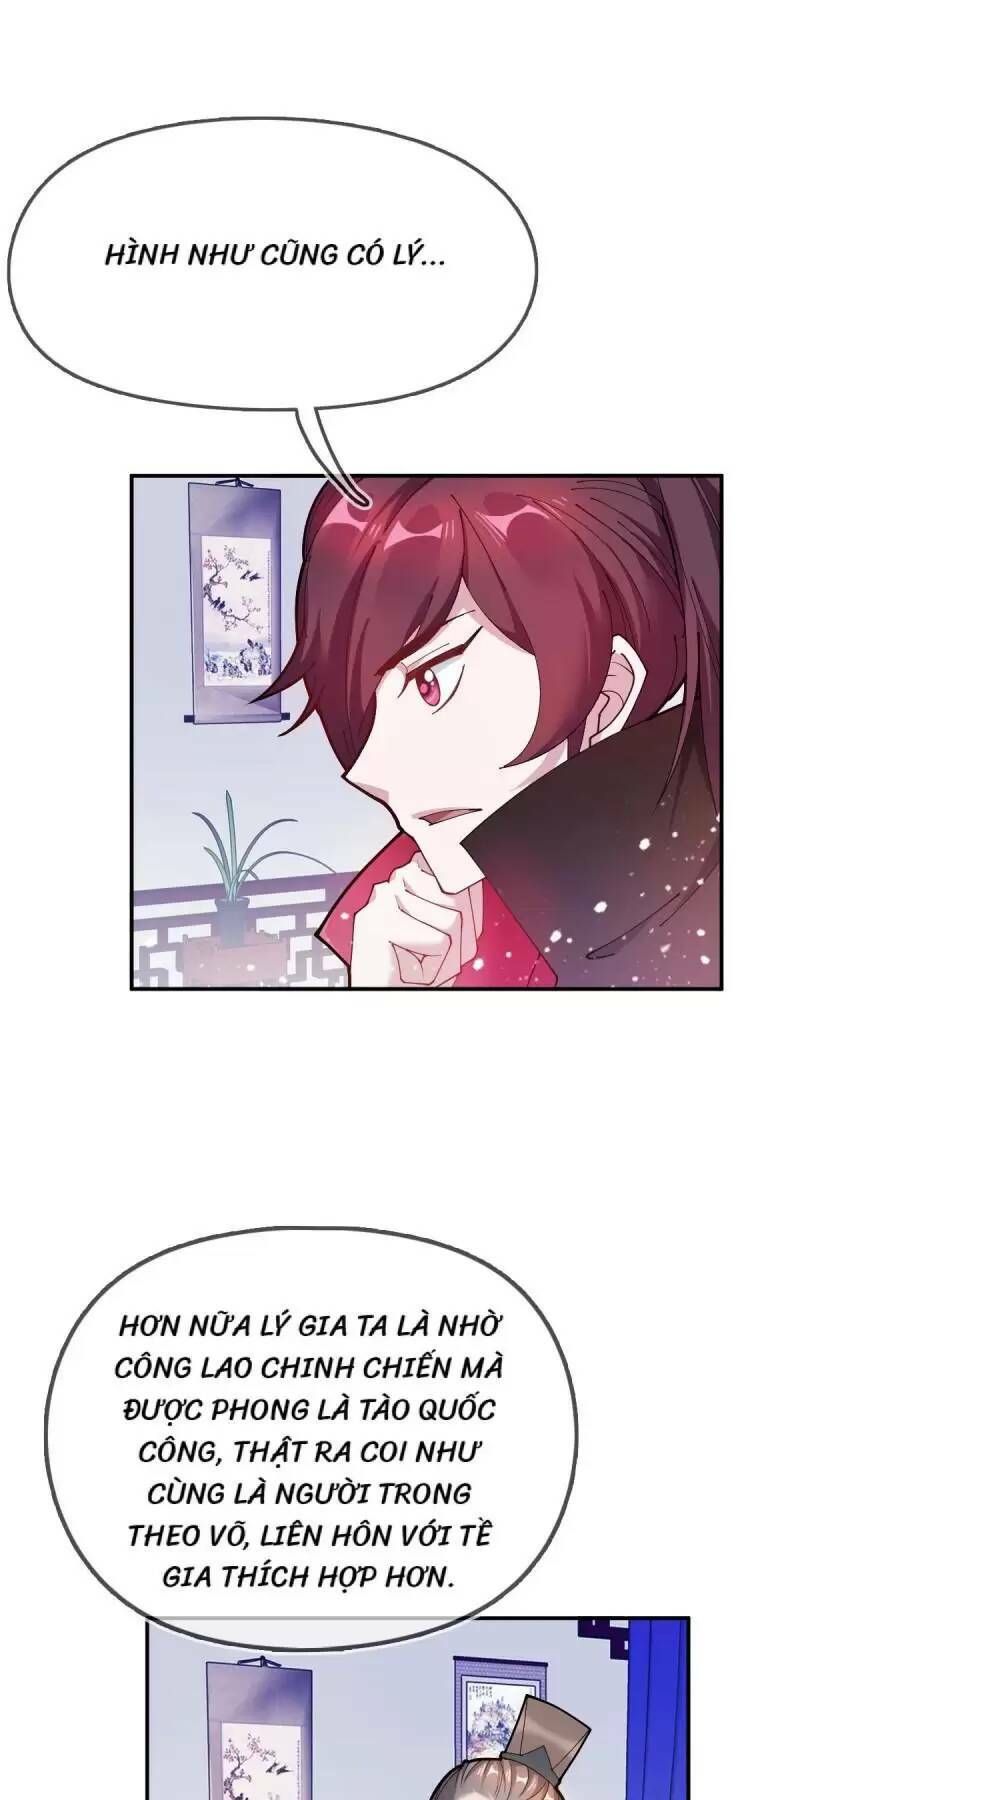 HÌNH NHƯ CŨNG CÓ LÝ...
HƠN NỮA LÝ GIA TA LÀ NHỜ
CÔNG LAO CHINH CHIẾN MÀ
ĐƯỢC PHONG LÀ TÀO QUỐC
CÔNG, THẬT RA COI NHƯ
CÙNG LÀ NGƯỜI TRONG
THEO VÕ, LIÊN HÔN VỚI TỀ
GIA THÍCH HỢP HƠN.